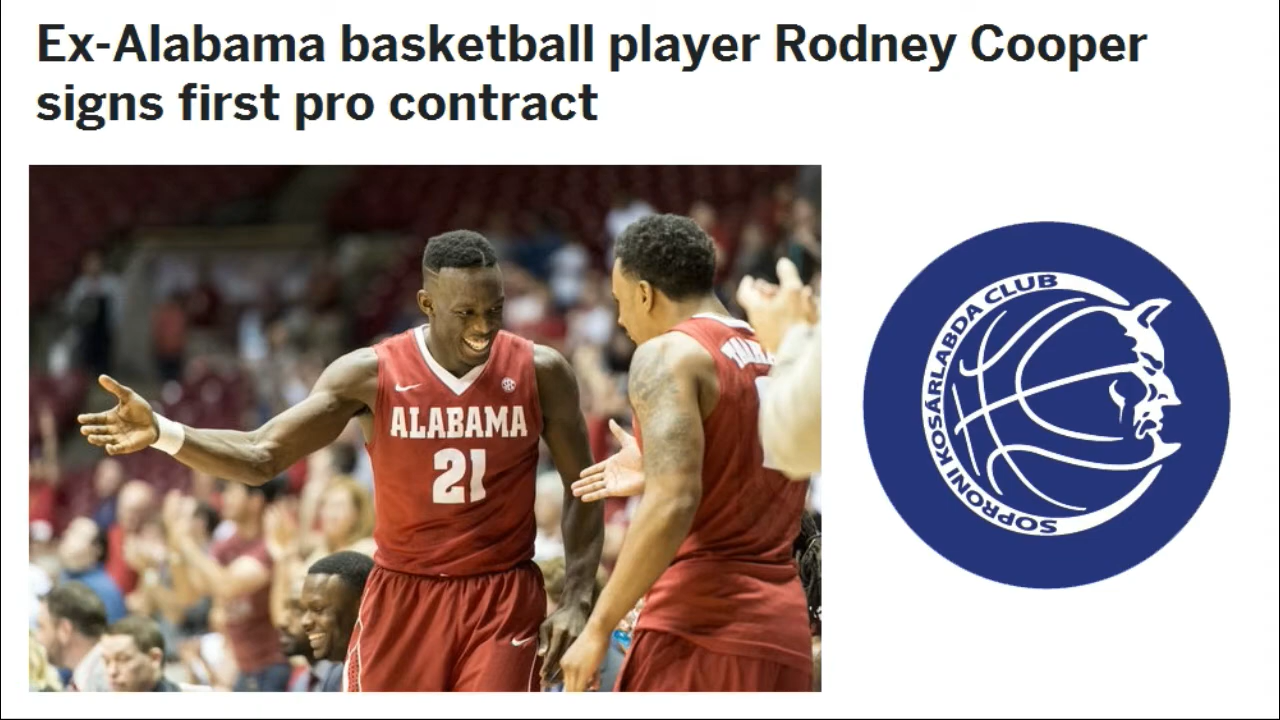 Ex-Alabama basketball player Rodney Cooper
signs first pro contract
ALABAMA
21
SOPRONI KOSÁRLABDA CLUB